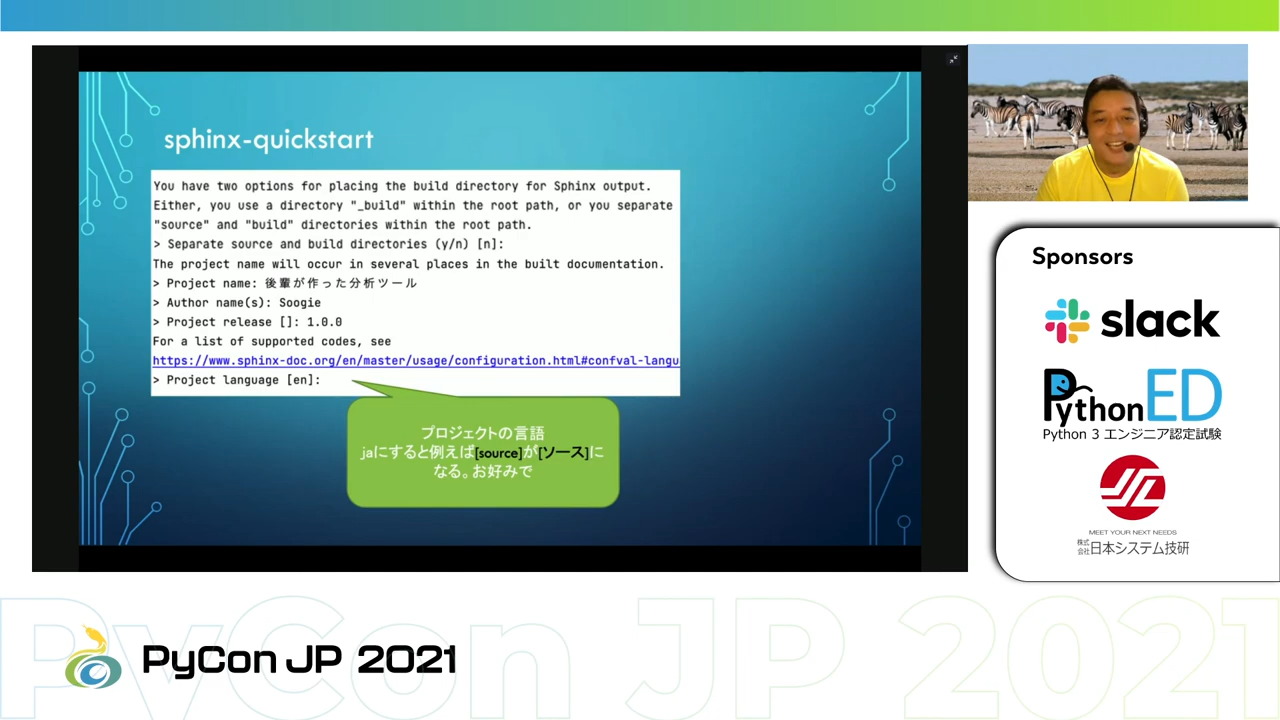 sphinx-quickstart
You have two options for placing the build directory for Sphinx output.
Either, you use a directory "_build" within the root path, or you separate
"source" and "build" directories within the root path.
> Separate source and build directories (y/n) [n]:
The project name will occur in several places in the built documentation.
> Project name: 後輩が作った分析ツール
> Author name(s): Soogie
> Project release []: 1.0.0
For a list of supported codes, see
https://www.sphinx-doc.org/en/master/usage/configuration.html#confval-langu
> Project language [en]:
プロジェクトの言語
jaにすると例えば[source]が[ソース]に
なる。お好みで
Sponsors
slack
PythonED
Python 3 エンジニア認定試験
MEET YOUR NEXT NEEDS
株式会社日本システム技研
PyCon JP 2021
PyCon JP 2021